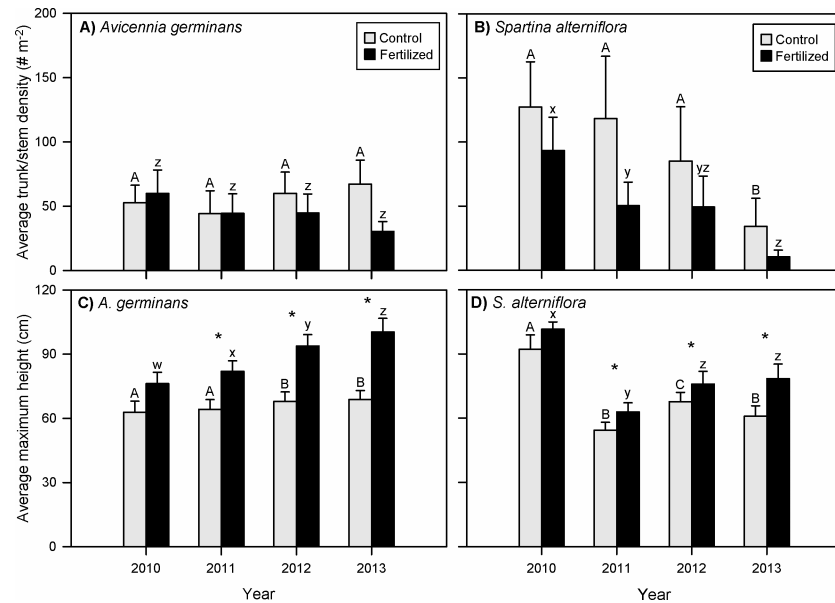 A) Avicennia germinans
Control
Fertilized
B) Spartina alterniflora
Control
Fertilized
Average trunk/stem density (# m-2)
200
150
100
50
0
A z A z A z A z
A x A y A yz B z
C) A. germinans
D) S. alterniflora
Average maximum height (cm)
120
90
60
30
0
* * *
A w A x B y B z
* * *
A x B y C z B z
2010 2011 2012 2013
2010 2011 2012 2013
Year
Year